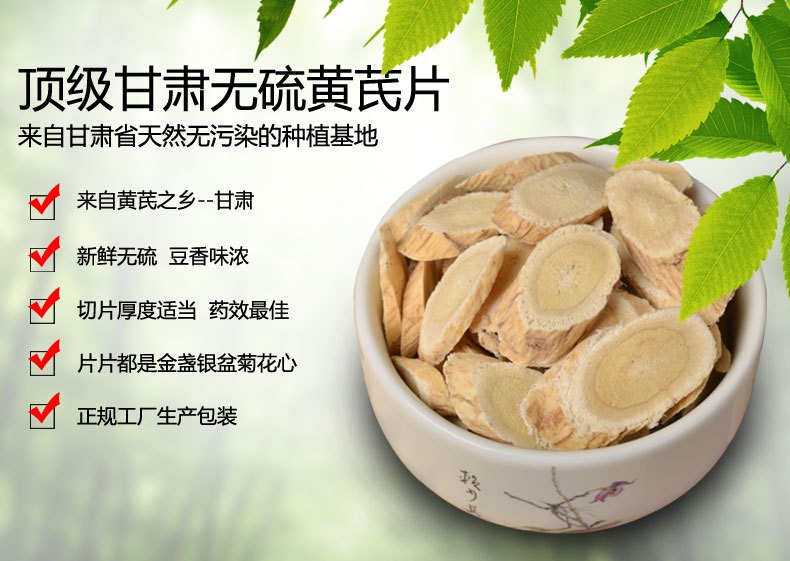 顶级甘肃无硫黄芪片
来自甘肃省天然无污染的种植基地
来自黄芪之乡--甘肃
新鲜无硫 豆香味浓
切片厚度适当 药效最佳
片片都是金盏银盆菊花心
正规工厂生产包装